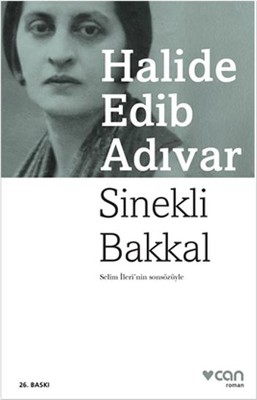 Halide
Edib
Adıvar
Sinekli
Bakkal
Selim İleri'nin sonsözüyle
can
roman
26. BASKI